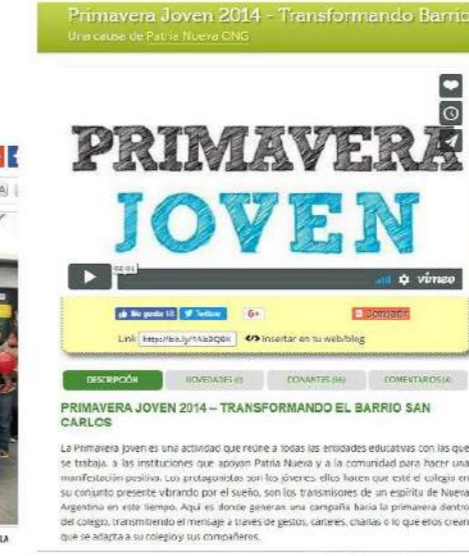 Primavera Joven 2014 - Transformando Barrio
Una cause de Patria Nueva ONG
PRIMAVERA
JOVEN
02:01
vimeo
Me gusta 18
Twitter
G+
Compartir
Link:
Insertar en tu web/blog
DESCRIPCIÓN
NOVEDADES (0)
DONANTES
COMENTARIOS (4)
PRIMAVERA JOVEN 2014 – TRANSFORMANDO EL BARRIO SAN
CARLOS
La Primavera Joven es una actividad que reúne a todas las entidades educativas con las que
se trabaja, a las instituciones que apoyan Patria Nueva y a la comunidad para hacer una
manifestación positiva. Los protagonistas son los jóvenes, ellos hacen que esté el colegio en
su conjunto presente vibrando por el sueño, son los transmisores de un espíritu de Nueva
Argentina en este tiempo. Aquí es donde generan una campaña hacia la primavera dentro
del colegio, transmitiendo el mensaje a través de gestos, carteles, charlas o lo que ellos crean
que se adapta a su colegio y sus compañeros.